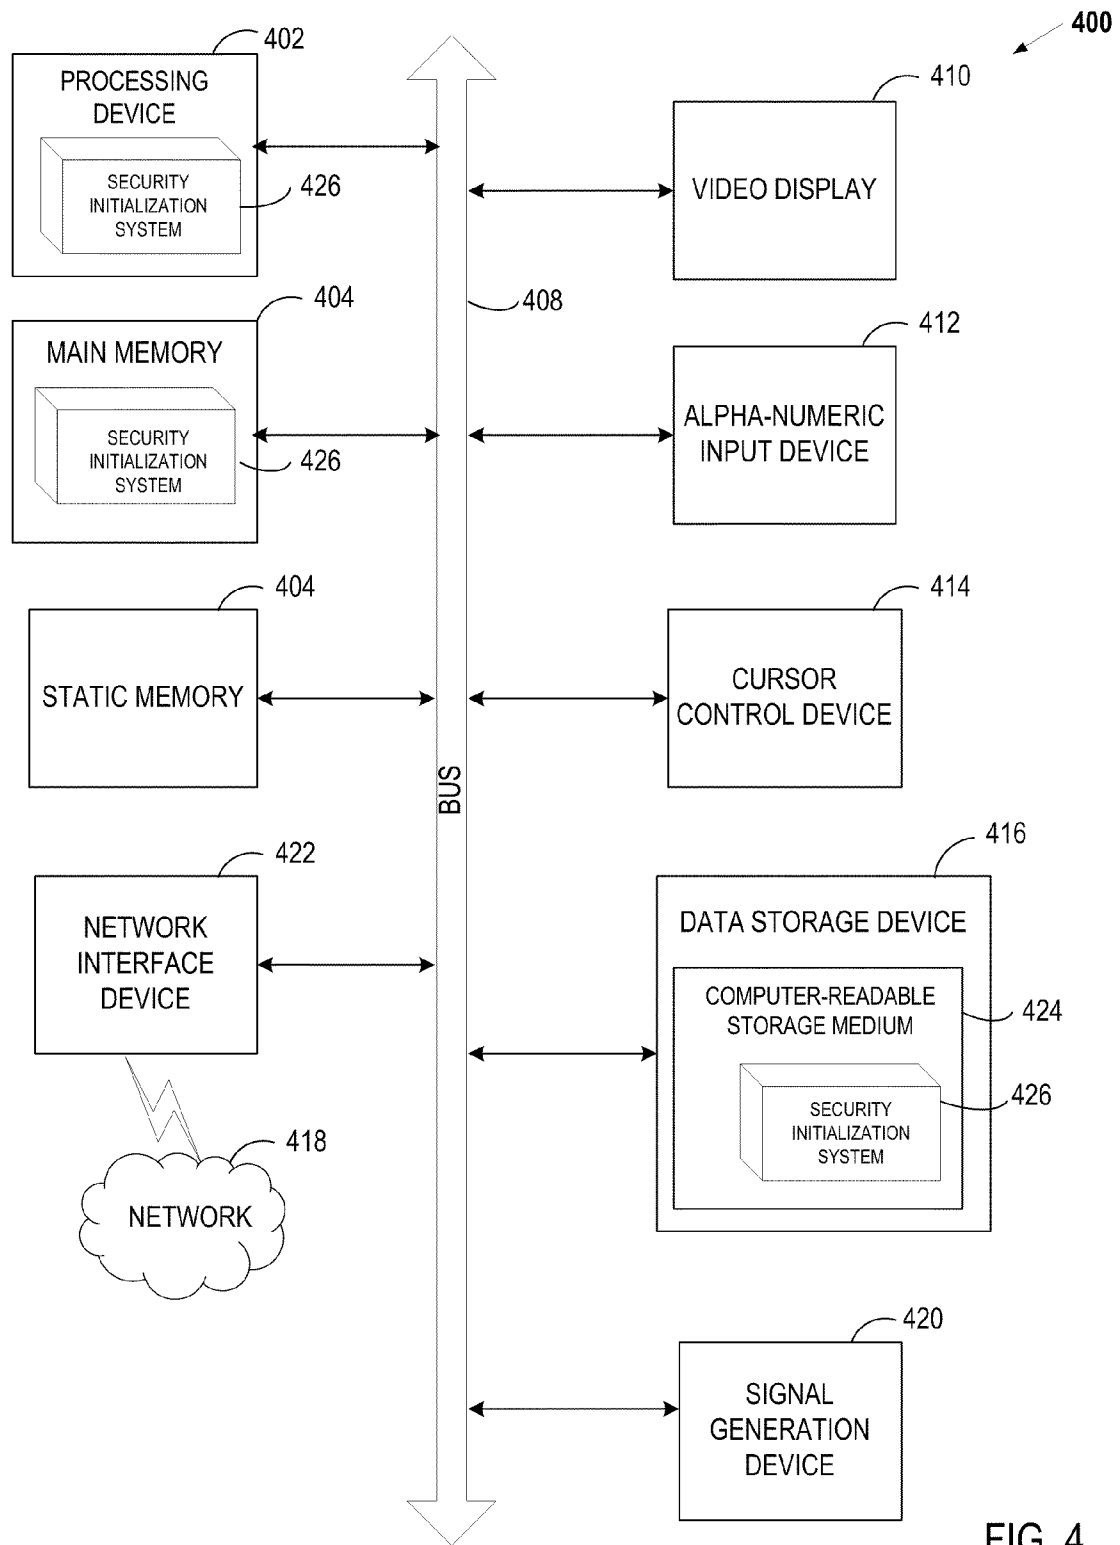 400
402
PROCESSING
DEVICE
SECURITY
INITIALIZATION
SYSTEM
426
410
VIDEO DISPLAY
408
404
MAIN MEMORY
SECURITY
INITIALIZATION
SYSTEM
426
412
ALPHA-NUMERIC
INPUT DEVICE
404
STATIC MEMORY
414
CURSOR
CONTROL DEVICE
BUS
422
NETWORK
INTERFACE
DEVICE
416
DATA STORAGE DEVICE
COMPUTER-READABLE
STORAGE MEDIUM
424
SECURITY
INITIALIZATION
SYSTEM
426
418
NETWORK
420
SIGNAL
GENERATION
DEVICE
FIG. 4